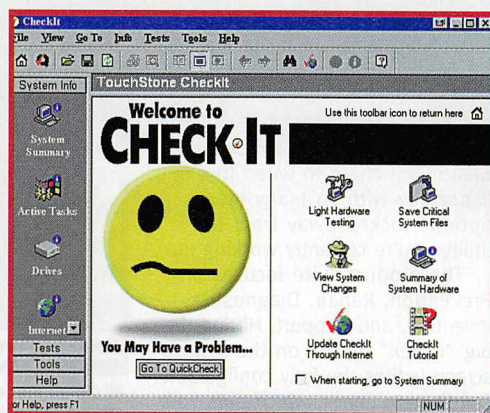 CheckIt
File View Go To Info Tests Tools Help
System Info
TouchStone CheckIt
System Summary
Active Tasks
Drives
Internet
Tests
Tools
Help
Welcome to
CHECK IT
Use this toolbar icon to return here
Light Hardware Testing
Save Critical System Files
View System Changes
Summary of System Hardware
Update CheckIt Through Internet
CheckIt Tutorial
You May Have a Problem...
Go To QuickCheck
When starting, go to System Summary
For Help, press F1
NUM